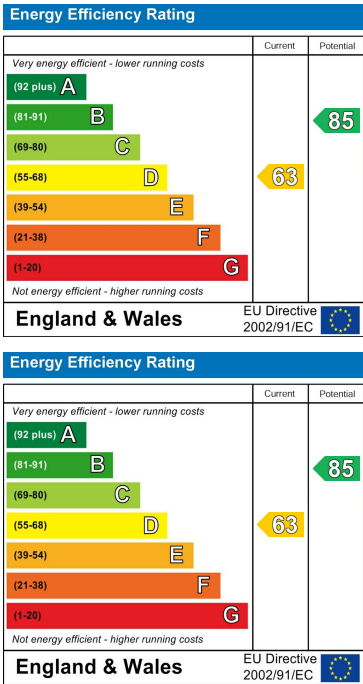 Energy Efficiency Rating
Current Potential
Very energy efficient - lower running costs
(92 plus) A
(81-91) B 85
(69-80) C
(55-68) D 63
(39-54) E
(21-38) F
(1-20) G
Not energy efficient - higher running costs
England & Wales
EU Directive
2002/91/EC
Energy Efficiency Rating
Current Potential
Very energy efficient - lower running costs
(92 plus) A
(81-91) B 85
(69-80) C
(55-68) D 63
(39-54) E
(21-38) F
(1-20) G
Not energy efficient - higher running costs
England & Wales
EU Directive
2002/91/EC